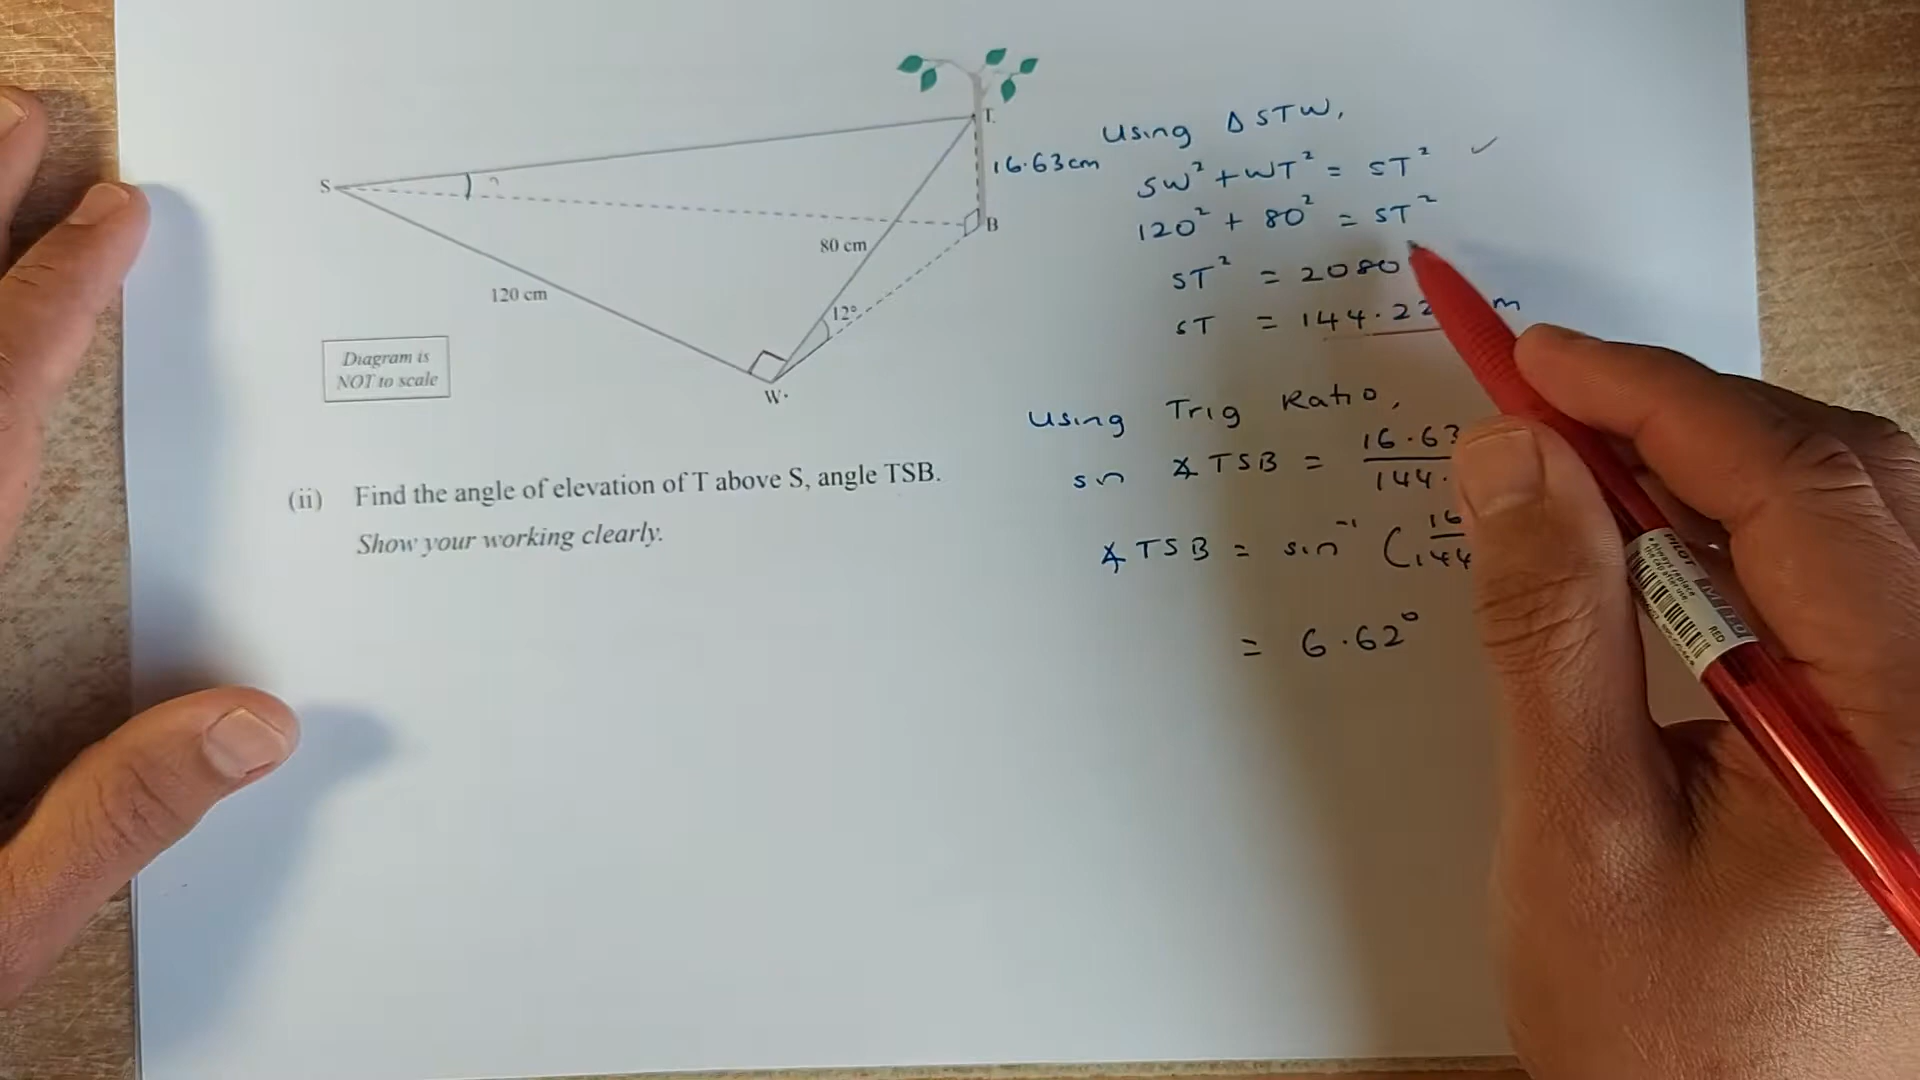 T.
Using Δ STW,
16.63cm
SW² + WT² = ST² ✓
S ?
120² + 80² = ST²
B
80 cm
ST² = 2080
120 cm
12°
ST = 144.22 m
Diagram is
NOT to scale
W.
Using Trig Ratio,
sin ∡ TSB = 16.63 / 144.
(ii) Find the angle of elevation of T above S, angle TSB.
Show your working clearly.
∡ TSB = sin⁻¹ (16 / 144
= 6.62°
PILOT
RED